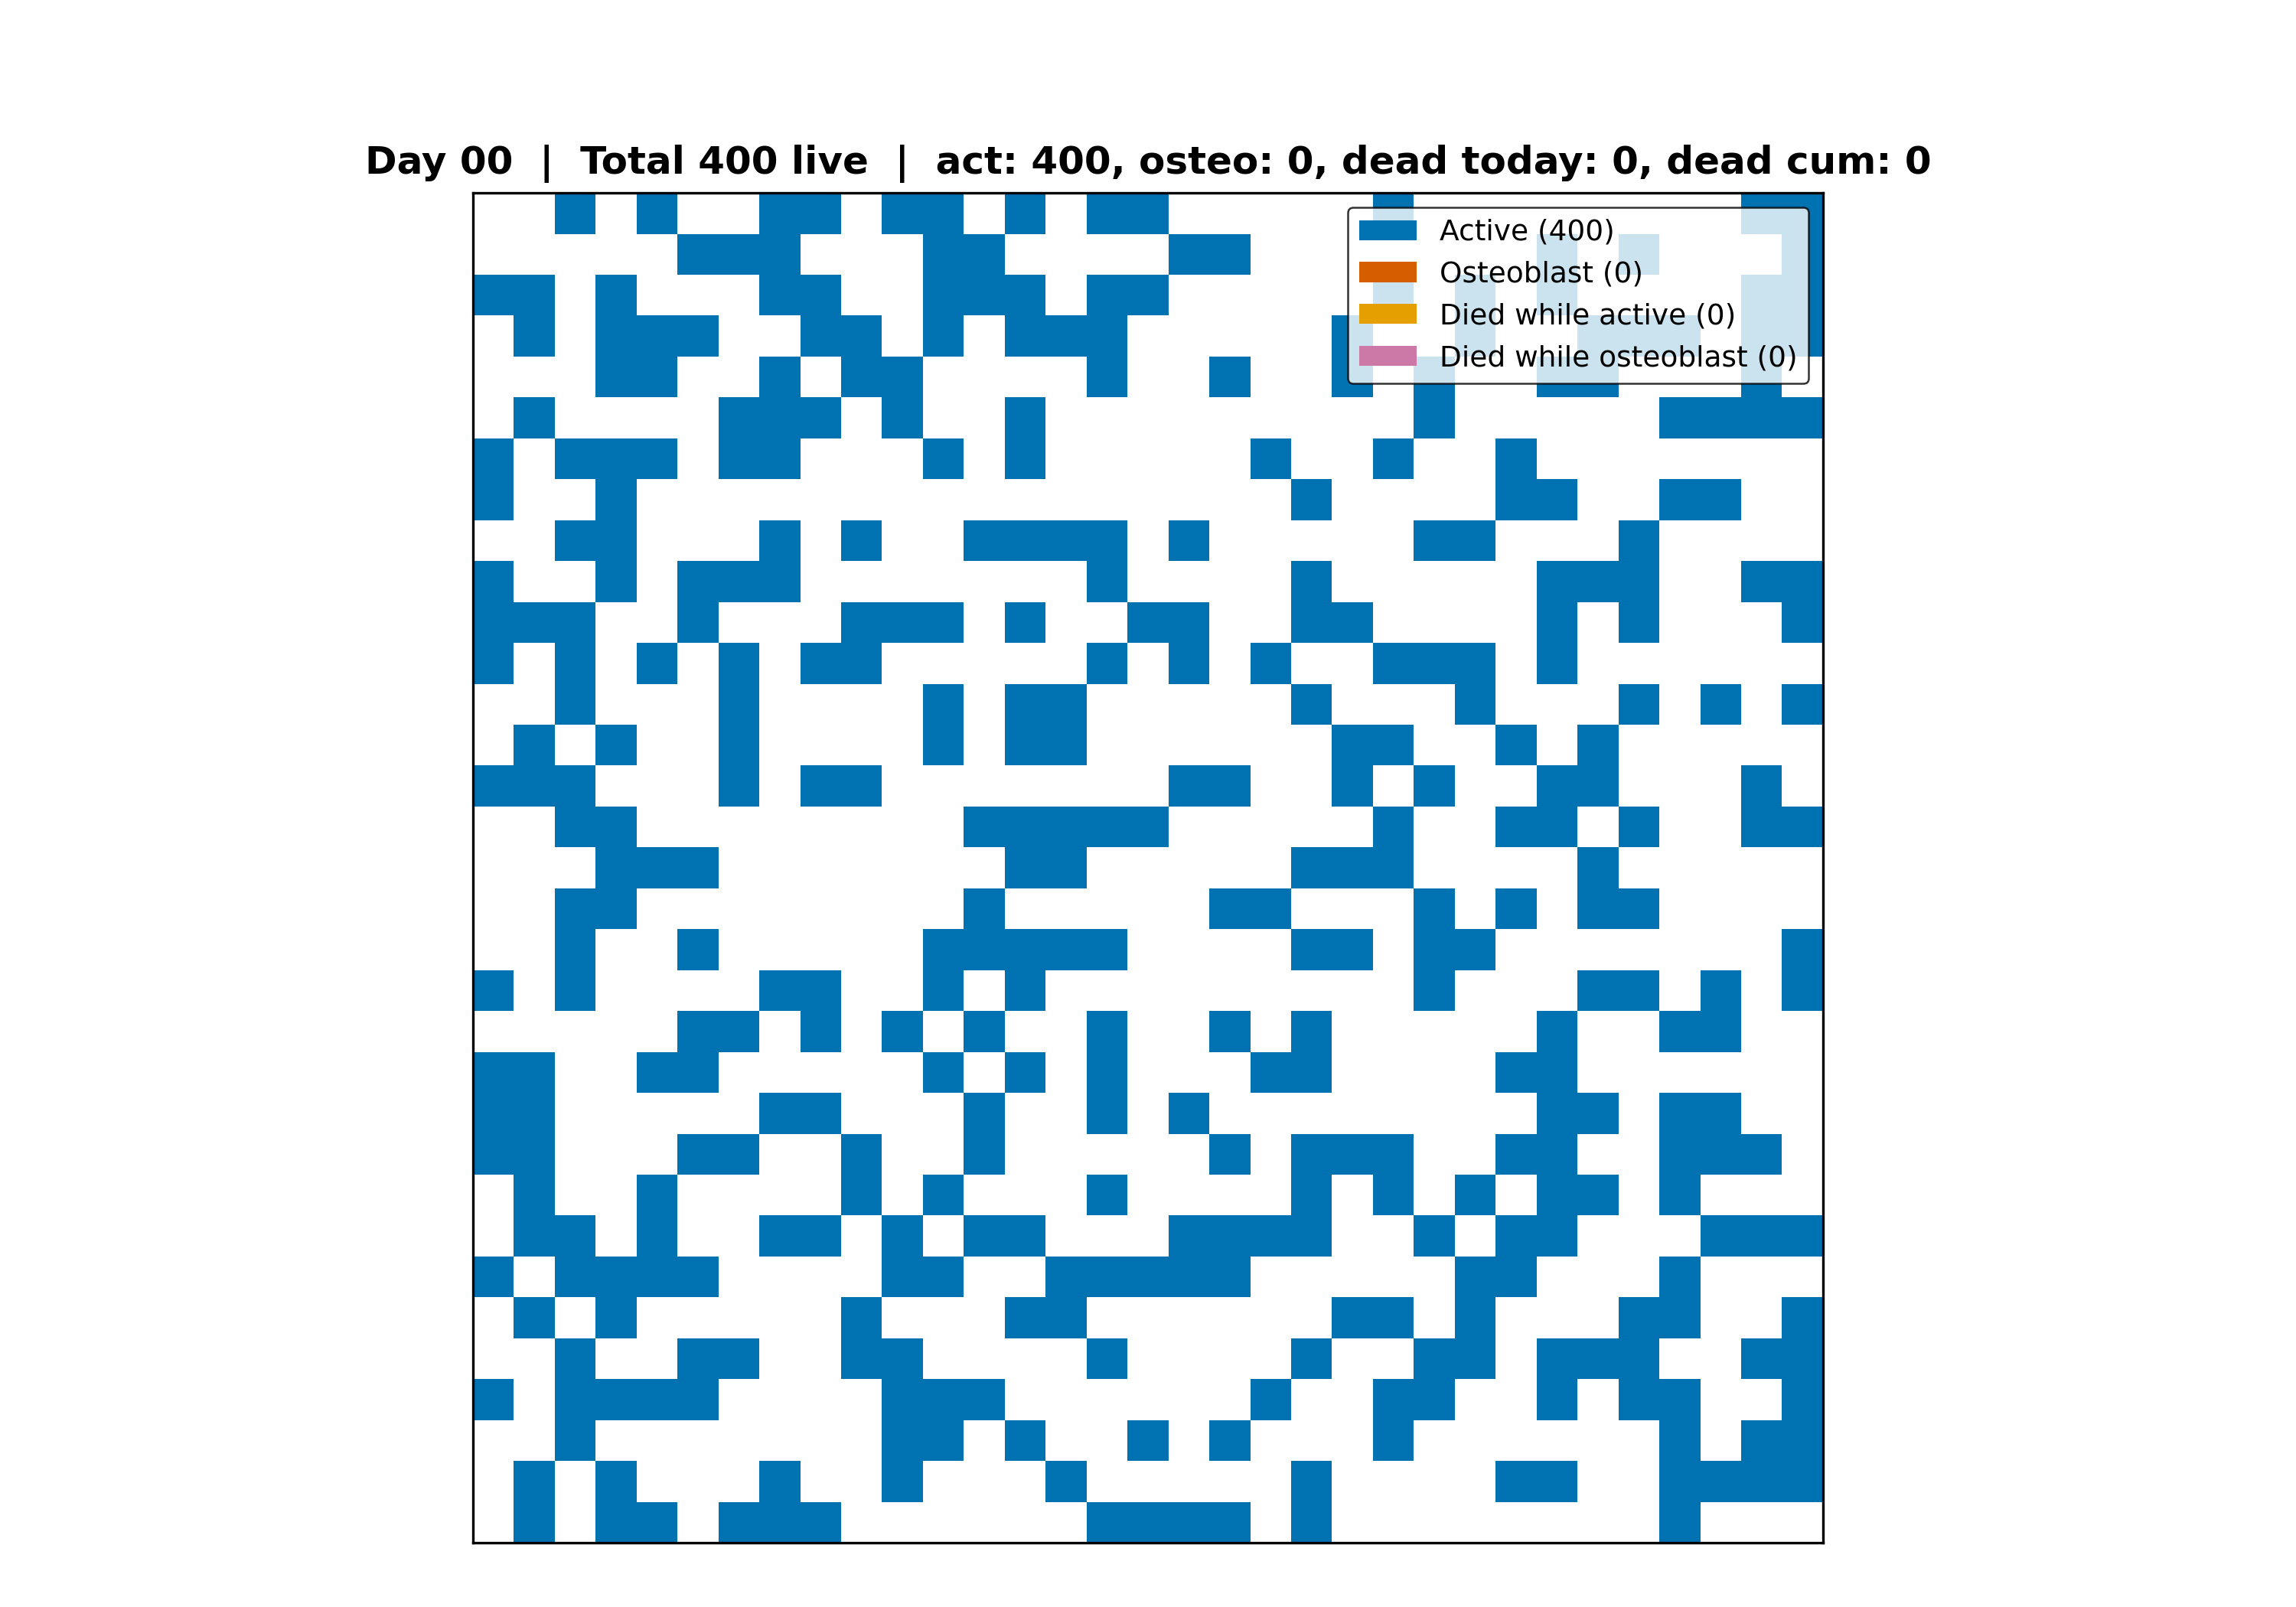 Day 00 | Total 400 live | act: 400, osteo: 0, dead today: 0, dead cum: 0
Active (400)
Osteoblast (0)
Died while active (0)
Died while osteoblast (0)